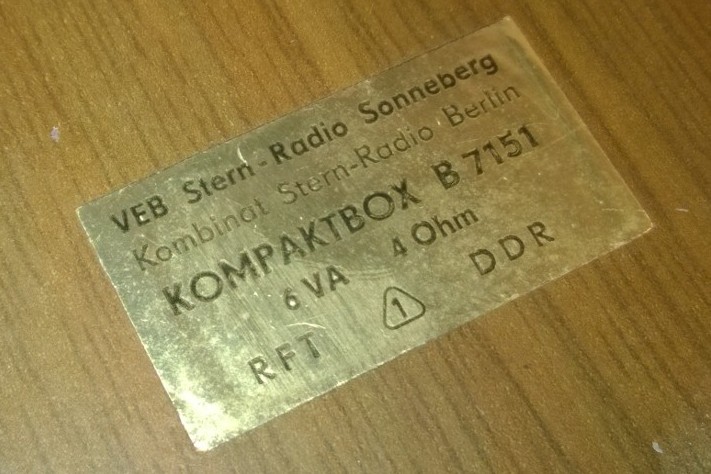 VEB Stern-Radio Sonneberg
Kombinat Stern-Radio Berlin
KOMPAKTBOX B 7151
6 VA 4 Ohm
RFT 1 DDR